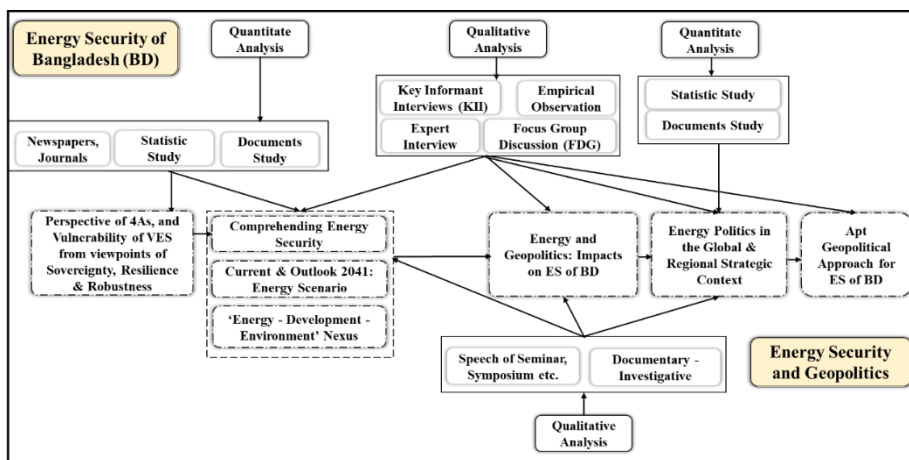 Energy Security of
Bangladesh (BD)
Quantitate
Analysis
Qualitative
Analysis
Quantitate
Analysis
Key Informant
Interviews (KII)
Empirical
Observation
Expert
Interview
Focus Group
Discussion (FDG)
Statistic Study
Documents Study
Newspapers,
Journals
Statistic
Study
Documents
Study
Perspective of 4As, and
Vulnerability of VES
from viewpoints of
Sovereignty, Resilience
& Robustness
Comprehending Energy
Security
Current & Outlook 2041:
Energy Scenario
‘Energy - Development -
Environment’ Nexus
Energy and
Geopolitics: Impacts
on ES of BD
Energy Politics in
the Global &
Regional Strategic
Context
Apt
Geopolitical
Approach for
ES of BD
Speech of Seminar,
Symposium etc.
Documentary -
Investigative
Qualitative
Analysis
Energy Security
and Geopolitics